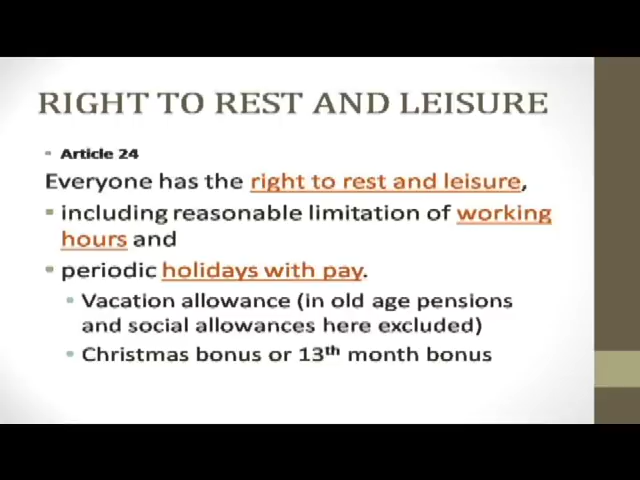 RIGHT TO REST AND LEISURE
Article 24
Everyone has the right to rest and leisure,
including reasonable limitation of working
hours and
periodic holidays with pay.
Vacation allowance (in old age pensions
and social allowances here excluded)
Christmas bonus or 13th month bonus